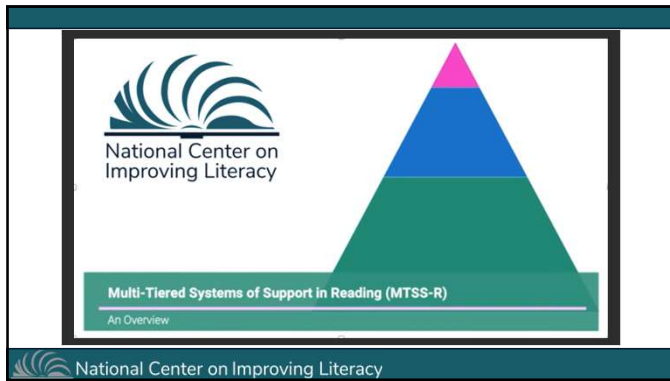 National Center on
Improving Literacy
Multi-Tiered Systems of Support in Reading (MTSS-R)
An Overview
National Center on Improving Literacy